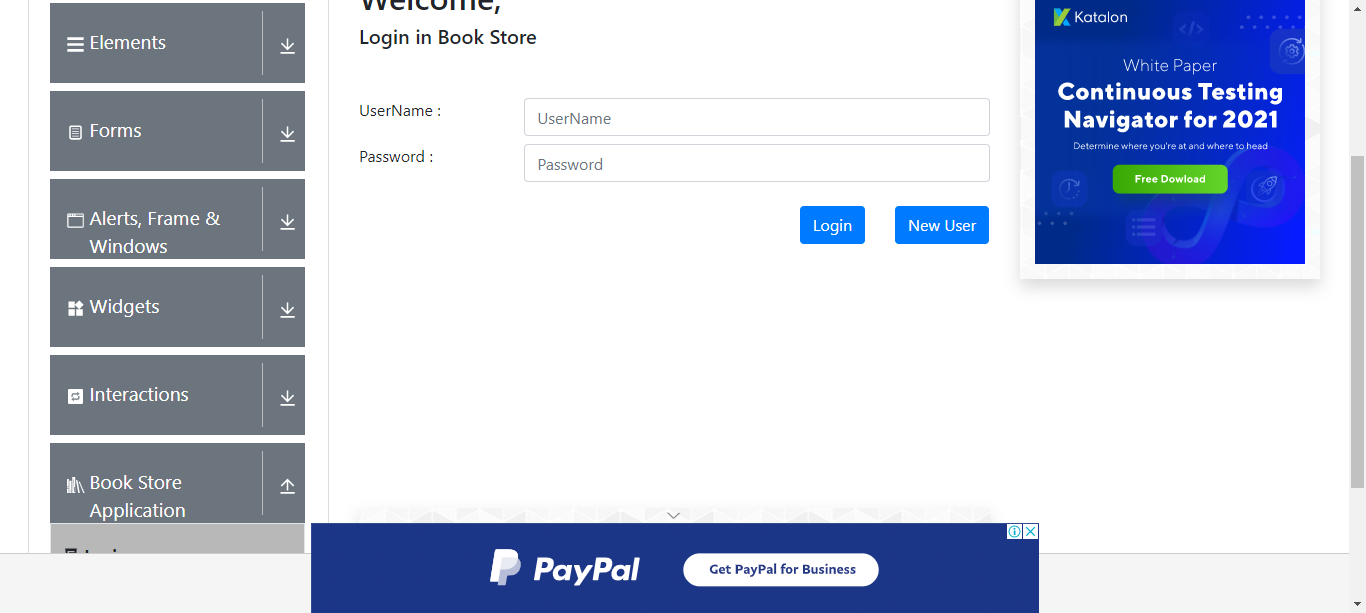 Elements
Forms
Alerts, Frame &
Windows
Widgets
Interactions
Book Store
Application
Welcome,
Login in Book Store
UserName :
UserName
Password :
Password
Login
New User
Katalon
White Paper
Continuous Testing
Navigator for 2021
Determine where you're at and where to head
Free Dowload
PayPal
Get PayPal for Business